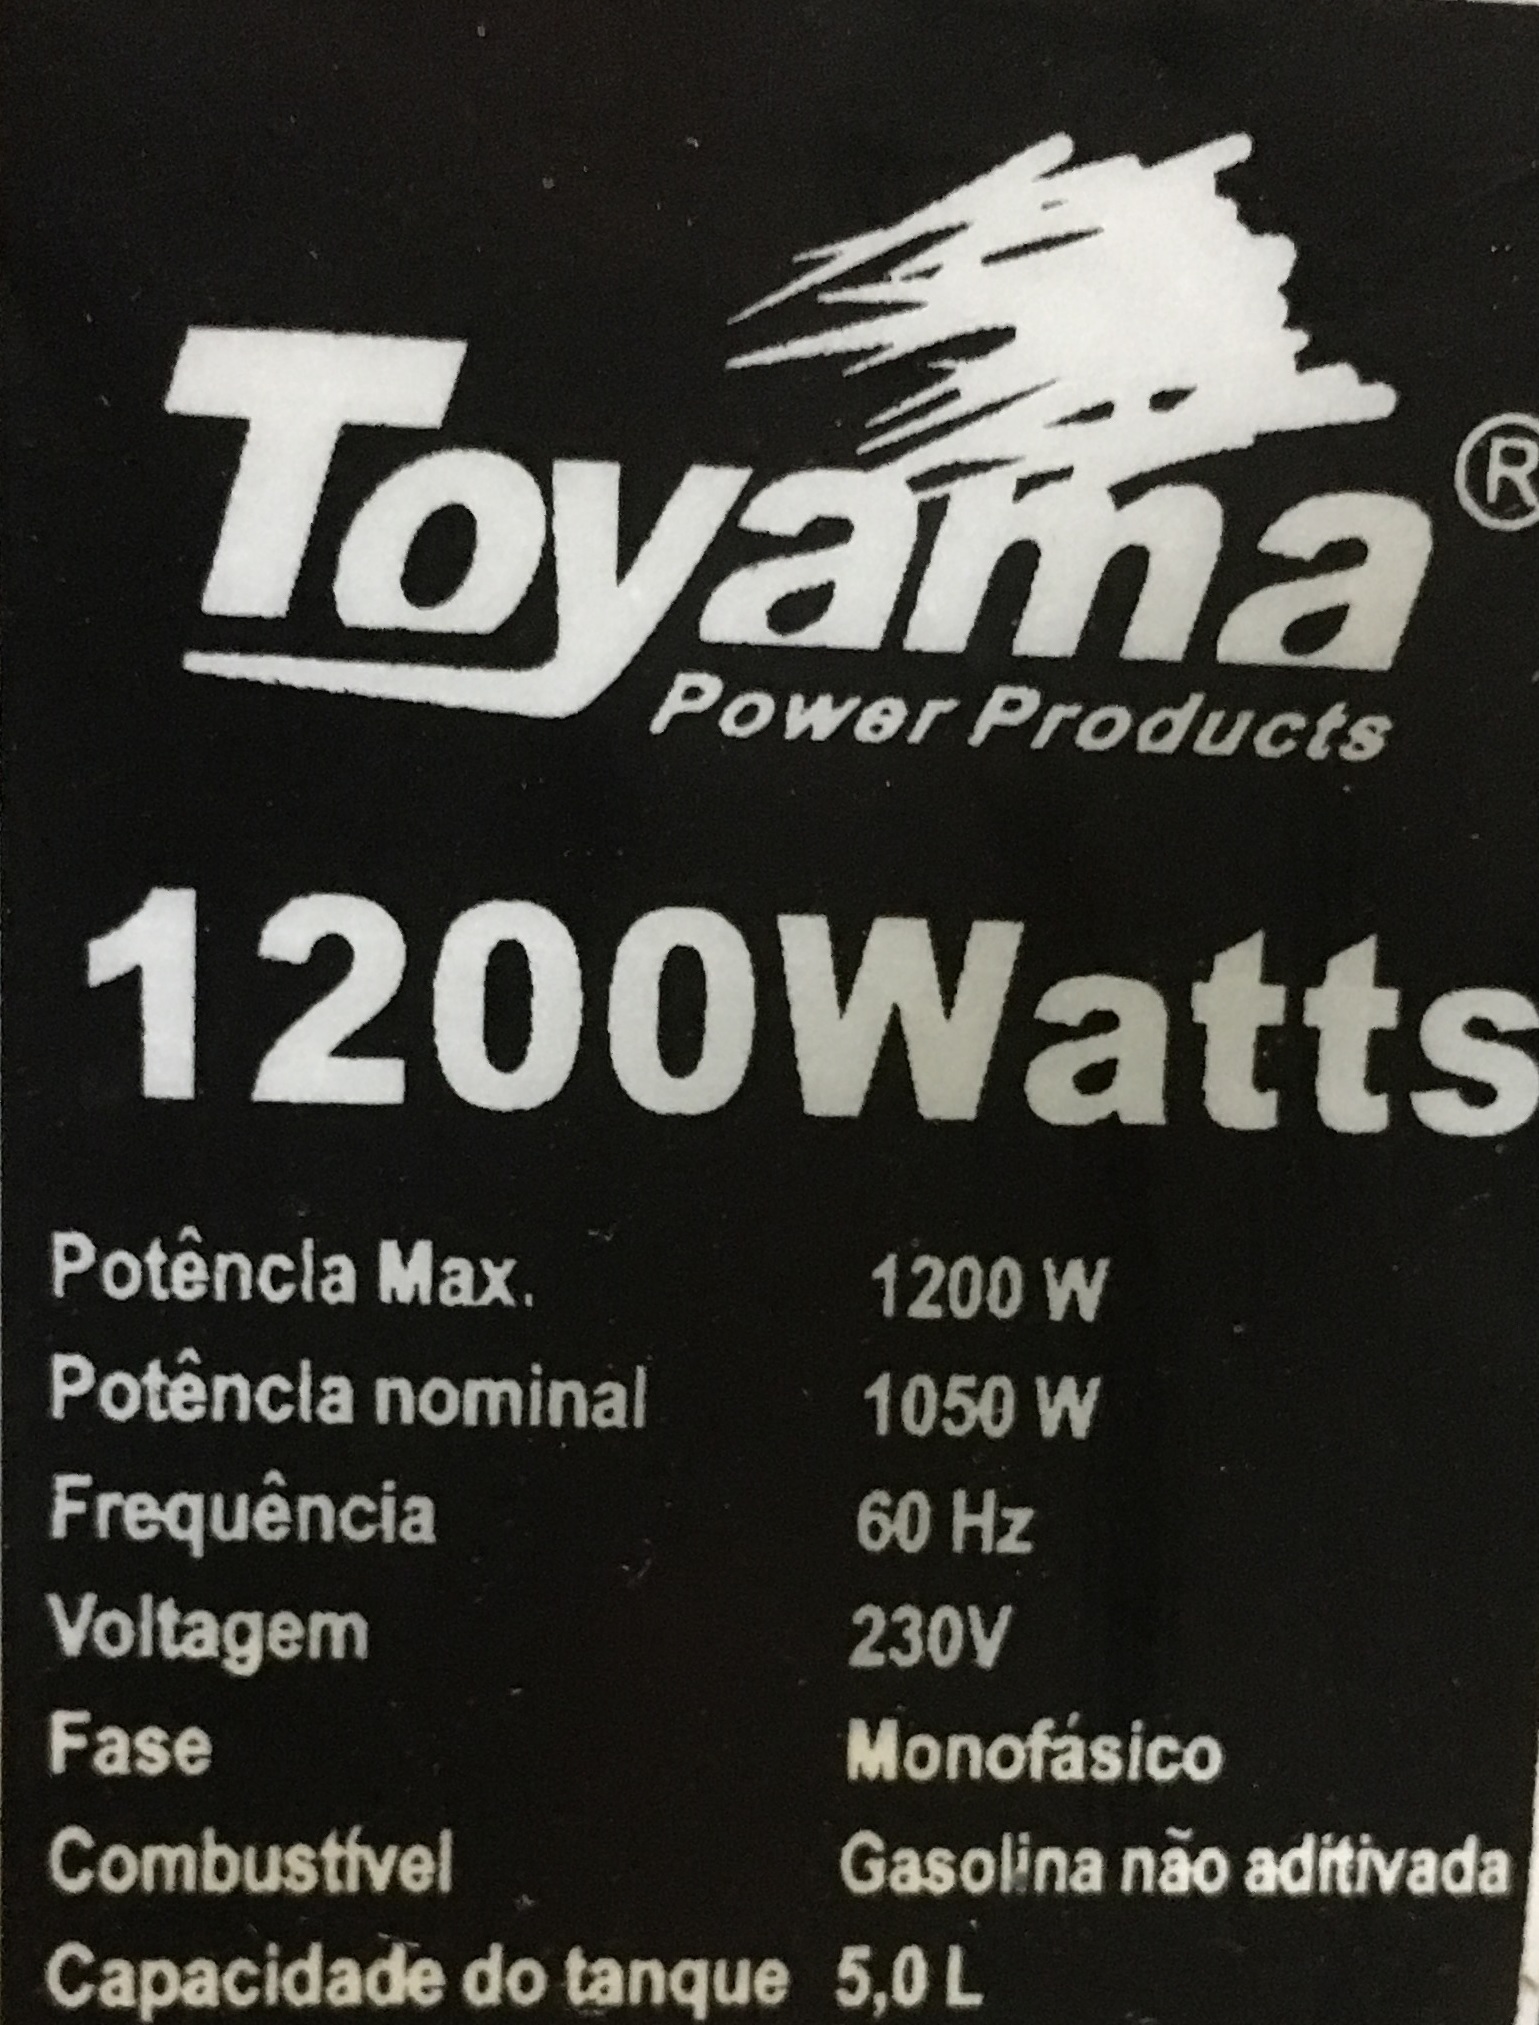 Toyama®
Power Products
1200Watts
Potência Max. 1200 W
Potência nominal 1050 W
Frequência 60 Hz
Voltagem 230V
Fase Monofásico
Combustível Gasolina não aditivada
Capacidade do tanque 5,0 L